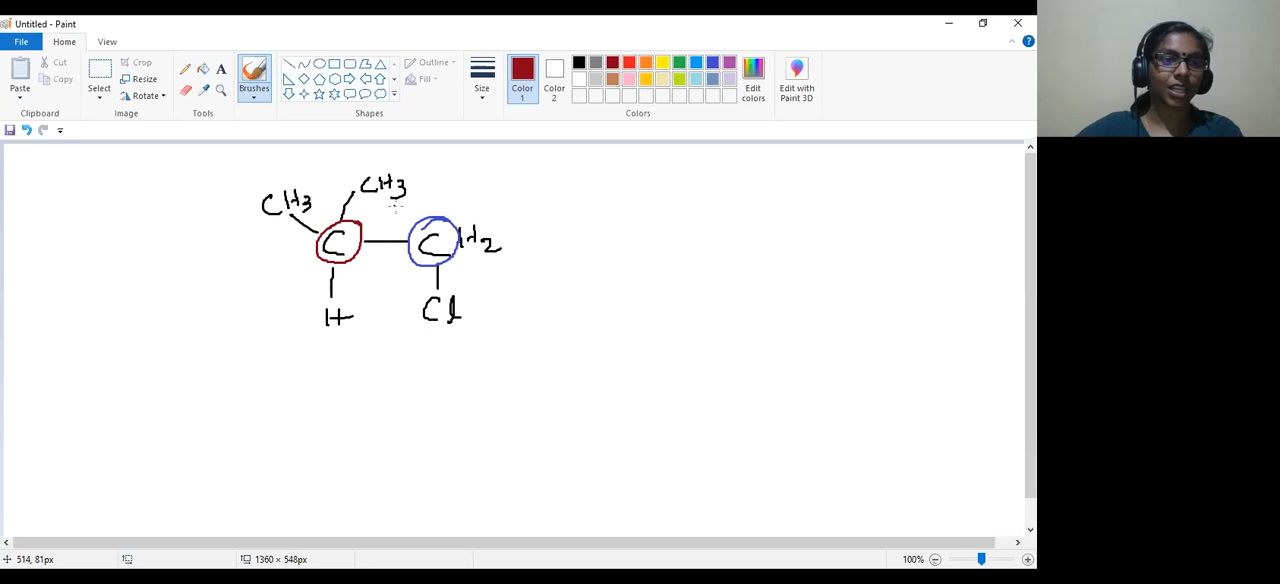 Untitled - Paint
File Home View
Paste
Cut
Copy
Clipboard
Select
Crop
Resize
Rotate
Image
A
Tools
Brushes
Shapes
Outline
Fill
Size
Color 1
Color 2
Colors
Edit colors
Edit with Paint 3D
CH3 CH3
C C H2
H Cl
514, 81px 1360 × 548px 100%